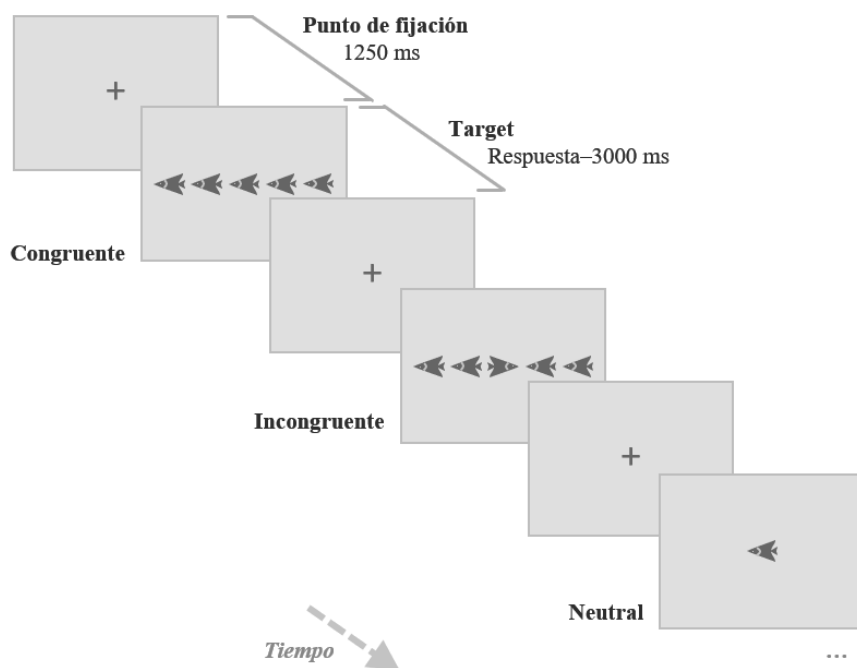 Punto de fijación
1250 ms
Target
Respuesta–3000 ms
Congruente
Incongruente
Neutral
Tiempo
...